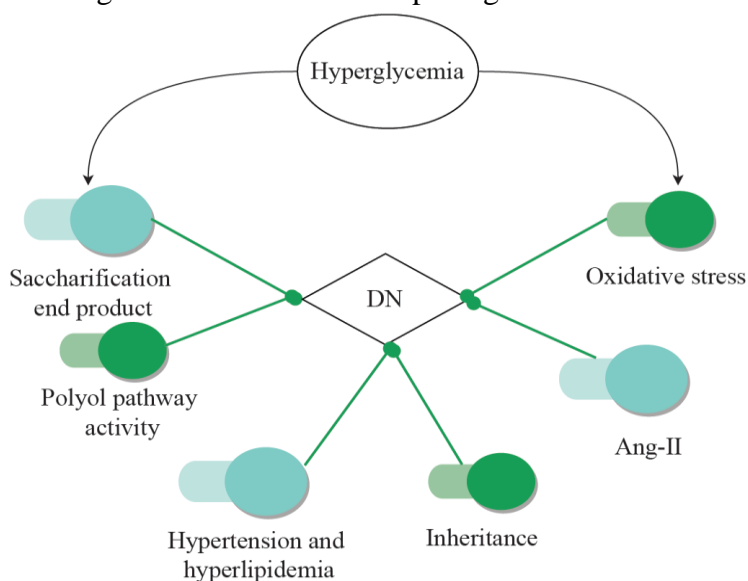 Hyperglycemia
Saccharification
end product
Oxidative stress
DN
Polyol pathway
activity
Ang-II
Hypertension and
hyperlipidemia
Inheritance